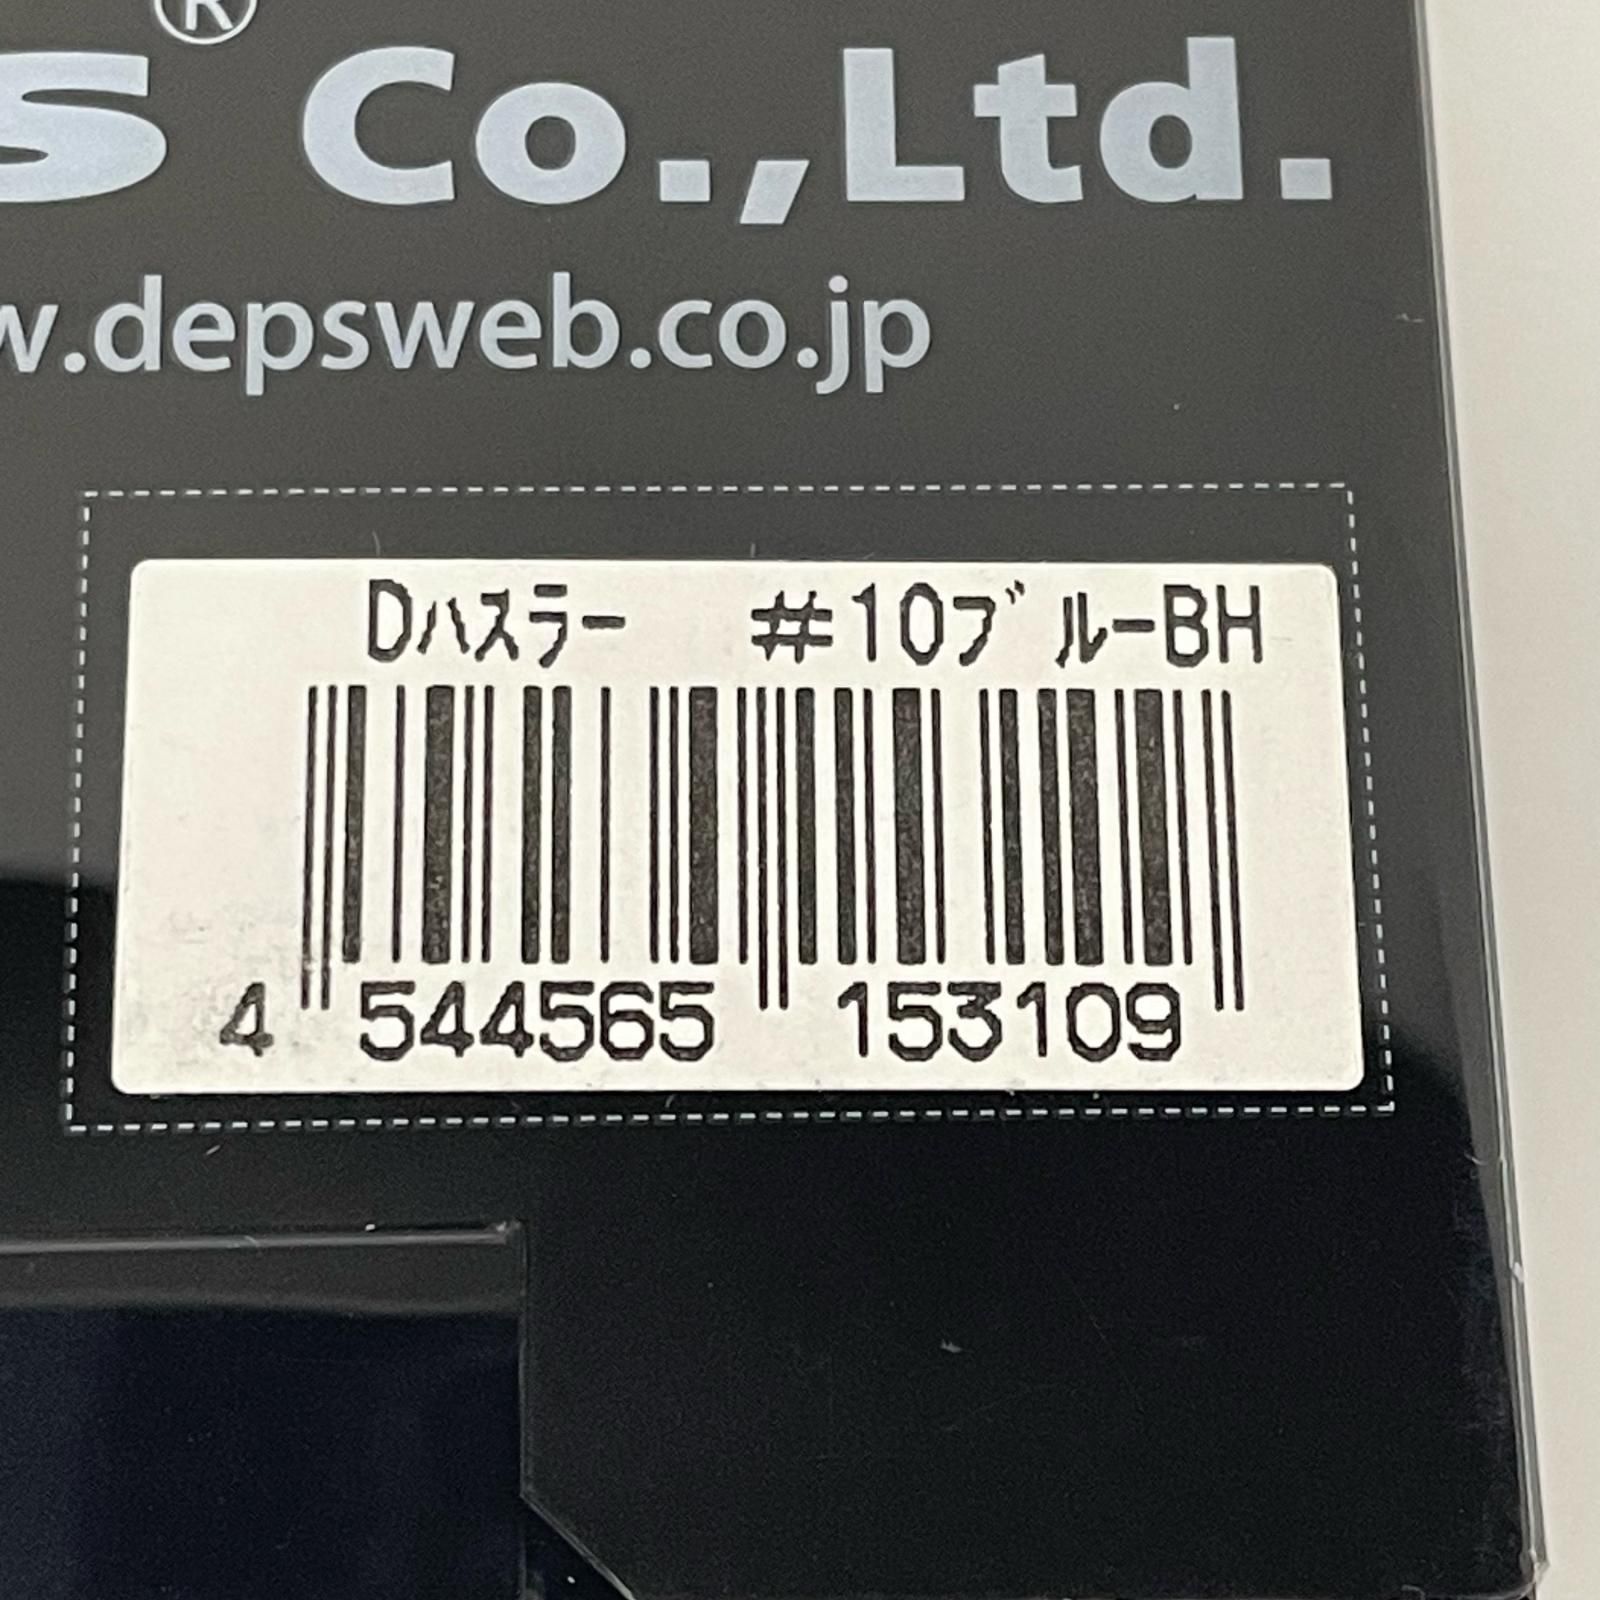 ®
s Co.,Ltd.
w.depsweb.co.jp
Dﾊｽﾗｰ #10ﾌﾞﾙｰBH
4 544565 153109